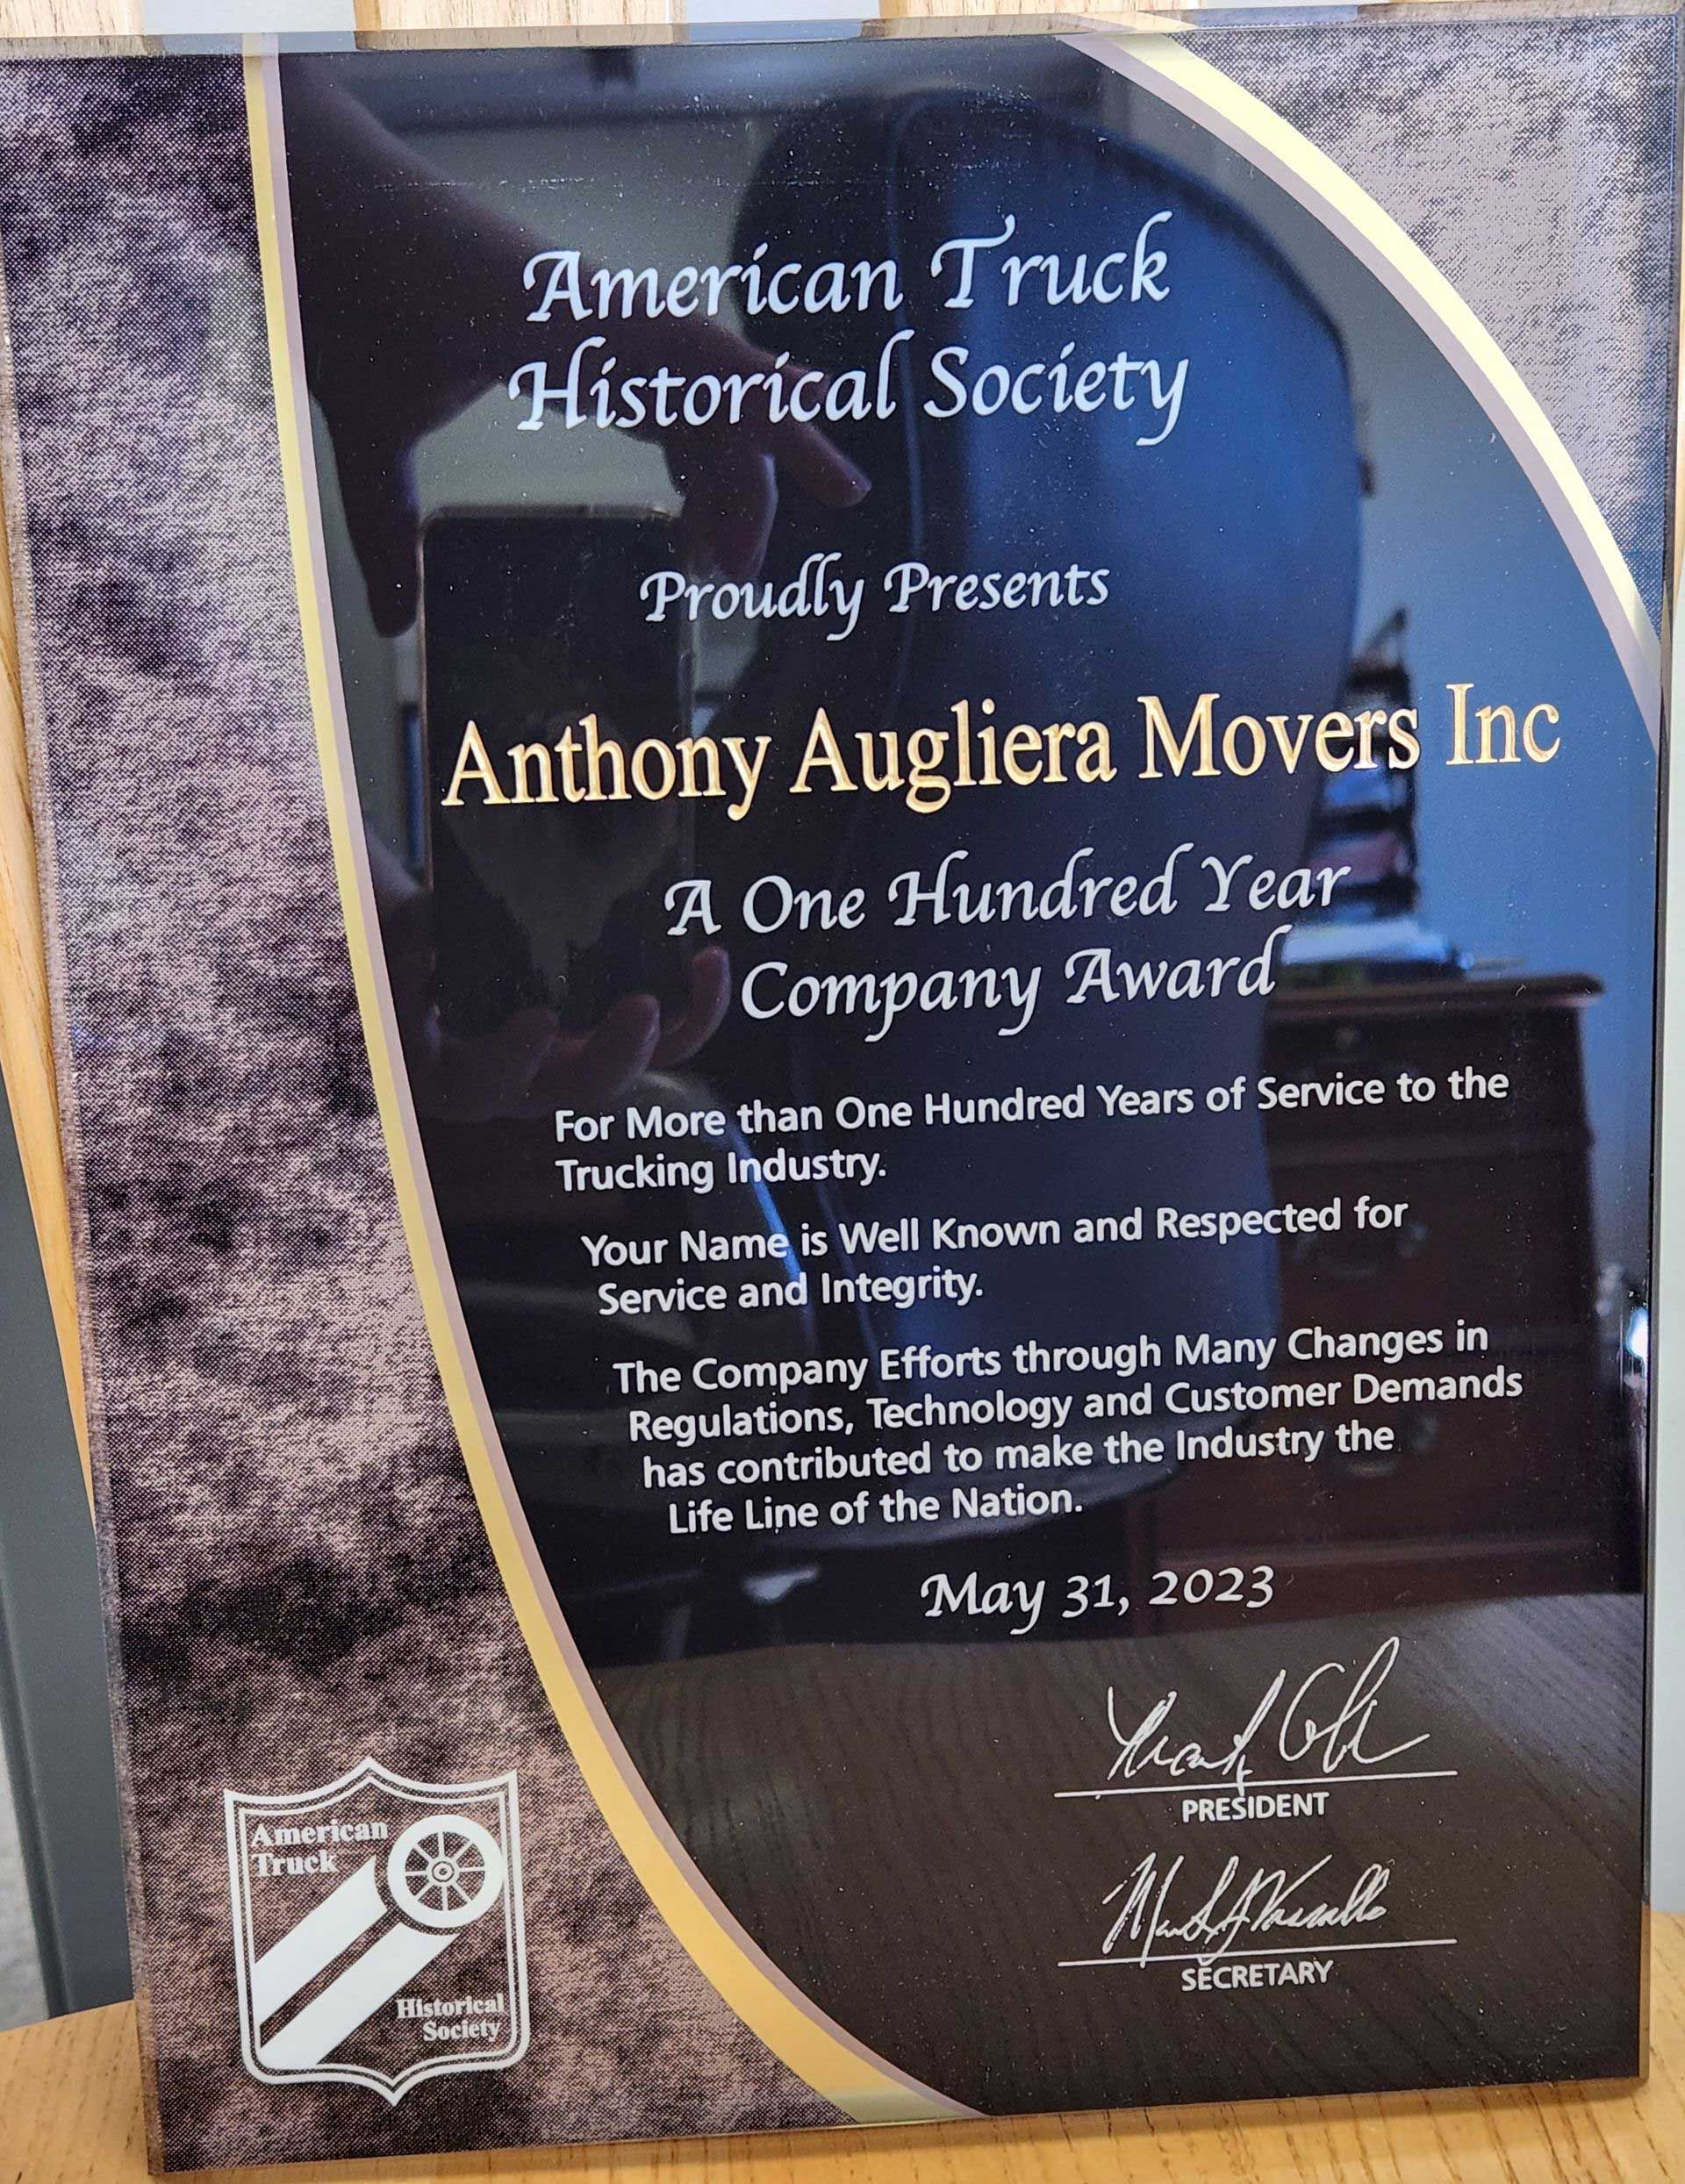 American Truck
Historical Society
Proudly Presents
Anthony Augliera Movers Inc
A One Hundred Year
Company Award
For More than One Hundred Years of Service to the
Trucking Industry.
Your Name is Well Known and Respected for
Service and Integrity.
The Company Efforts through Many Changes in
Regulations, Technology and Customer Demands
has contributed to make the Industry the
Life Line of the Nation.
May 31, 2023
PRESIDENT
SECRETARY
American
Truck
Historical
Society